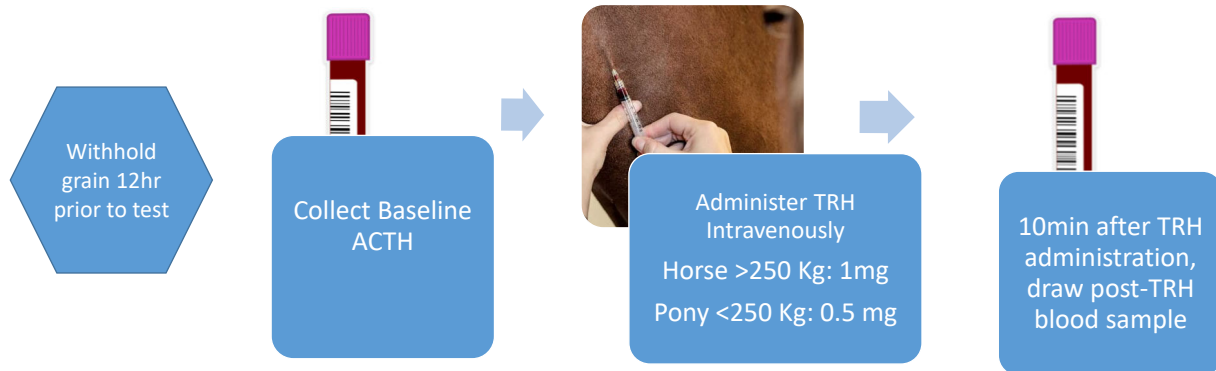 Withhold
grain 12hr
prior to test
Collect Baseline
ACTH
Administer TRH
Intravenously
Horse >250 Kg: 1mg
Pony <250 Kg: 0.5 mg
10min after TRH
administration,
draw post-TRH
blood sample